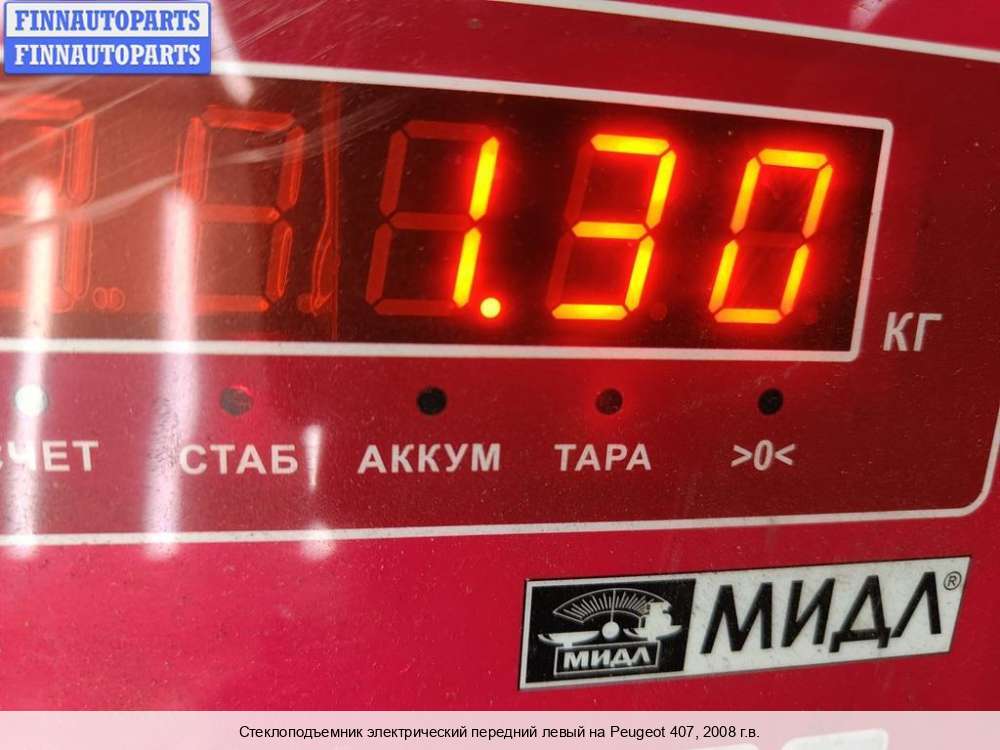 FINNAUTOPARTS
FINNAUTOPARTS
1.30
КГ
СЧЕТ СТАБ АККУМ ТАРА >0<
МИДЛ МИДЛ®
Стеклоподъемник электрический передний левый на Peugeot 407, 2008 г.в.